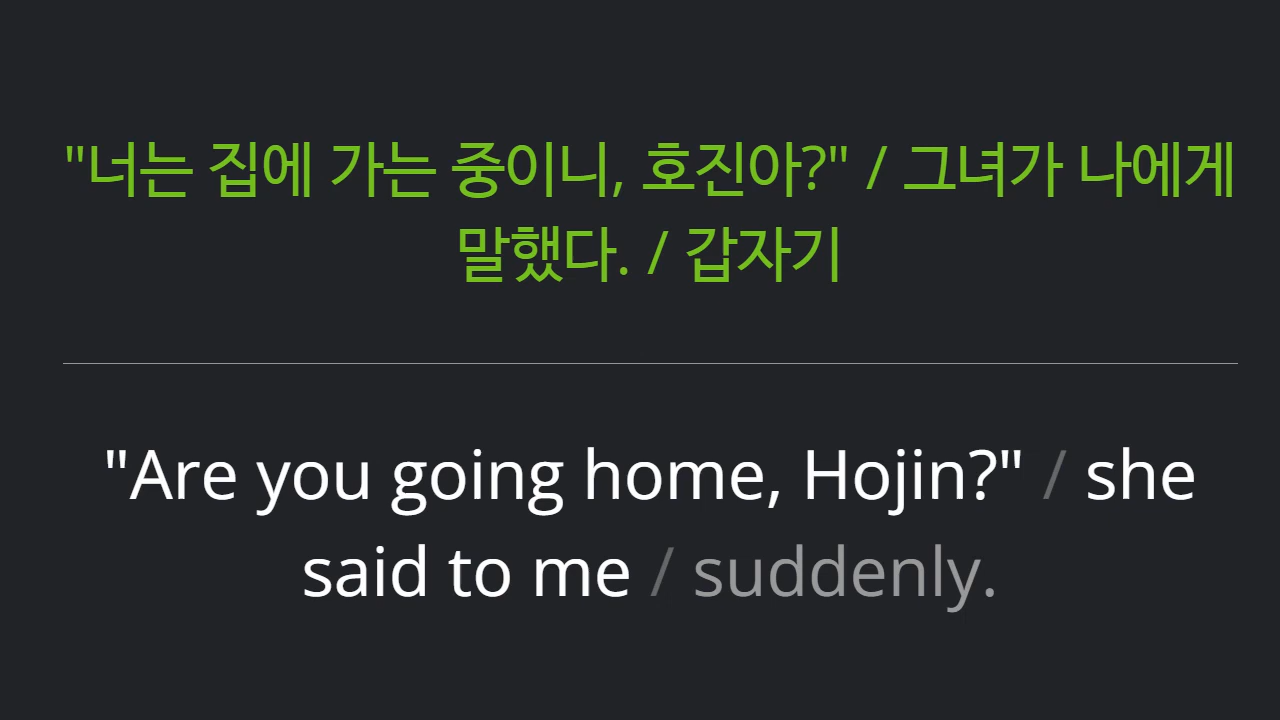 "너는 집에 가는 중이니, 호진아?" / 그녀가 나에게
말했다. / 갑자기
"Are you going home, Hojin?" / she
said to me / suddenly.